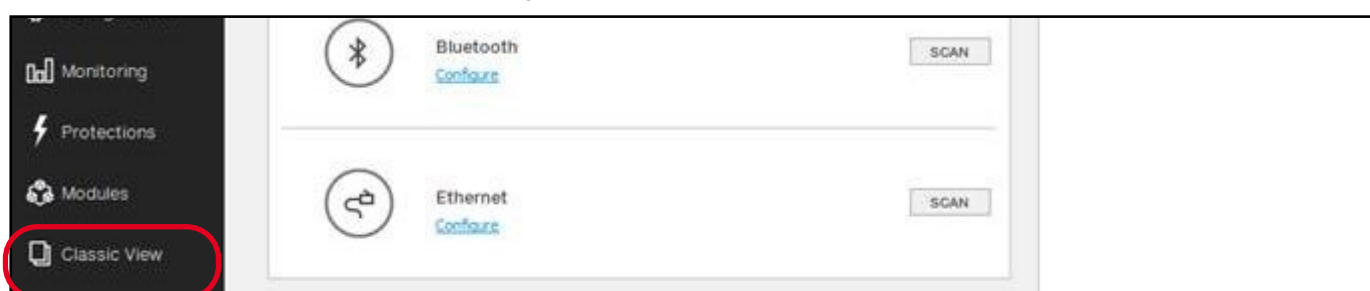 Monitoring
Protections
Modules
Classic View
Bluetooth
Configure
SCAN
Ethernet
Configure
SCAN